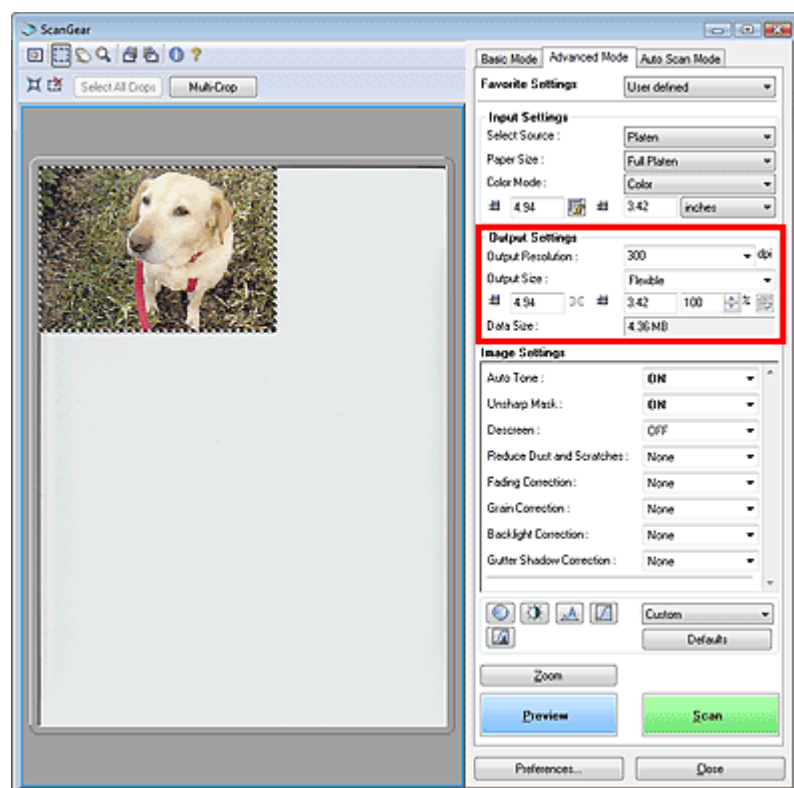 ScanGear
Select All Crops Multi-Crop
Basic Mode Advanced Mode Auto Scan Mode
Favorite Settings User defined
Input Settings
Select Source : Platen
Paper Size : Full Platen
Color Mode : Color
4.94 3.42 inches
Output Settings
Output Resolution : 300 dpi
Output Size : Flexible
4.94 3.42 100 %
Data Size : 4.36 MB
Image Settings
Auto Tone : ON
Unsharp Mask : ON
Descreen : OFF
Reduce Dust and Scratches : None
Fading Correction : None
Grain Correction : None
Backlight Correction : None
Gutter Shadow Correction : None
Custom
Defaults
Zoom
Preview Scan
Preferences... Close